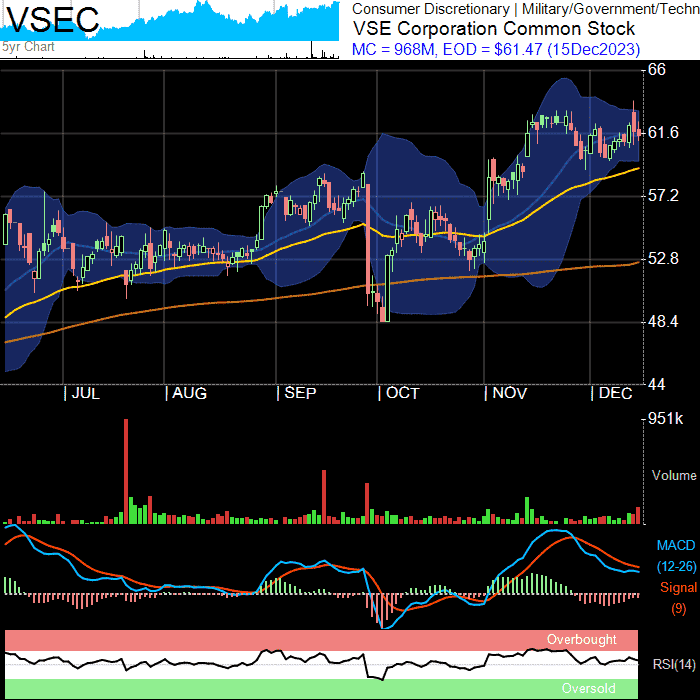 VSEC
5yr Chart
Consumer Discretionary | Military/Government/Techn
VSE Corporation Common Stock
MC = 968M, EOD = $61.47 (15Dec2023)
66
61.6
57.2
52.8
48.4
44
| JUL | AUG | SEP | OCT | NOV | DEC
951k
Volume
MACD
(12-26)
Signal
(9)
Overbought
RSI(14)
Oversold